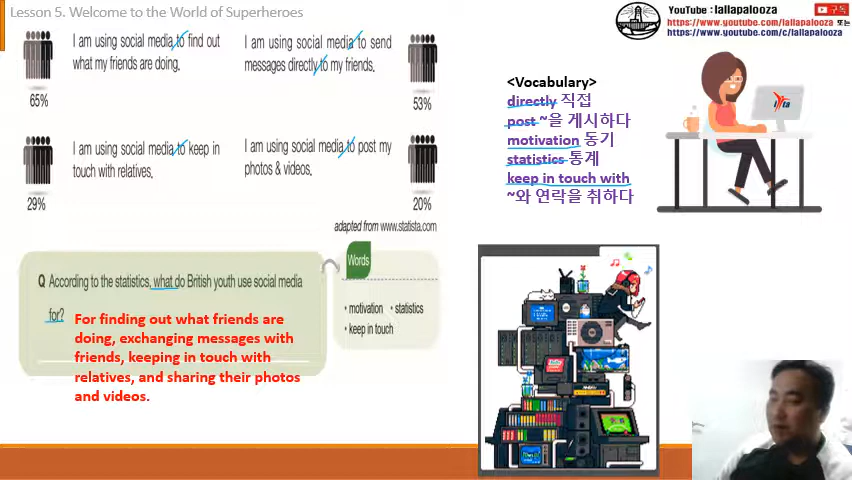 Lesson 5. Welcome to the World of Superheroes
YouTube : lallapalooza
구독
https://www.youtube.com/lallapalooza 또는
https://www.youtube.com/c/lallapalooza
I am using social media to find out
what my friends are doing.
65%
I am using social media to send
messages directly to my friends.
53%
I am using social media to keep in
touch with relatives.
29%
I am using social media to post my
photos & videos.
20%
adapted from www.statista.com
<Vocabulary>
directly 직접
post ~을 게시하다
motivation 동기
statistics 통계
keep in touch with
~와 연락을 취하다
Q According to the statistics, what do British youth use social media
for?
For finding out what friends are
doing, exchanging messages with
friends, keeping in touch with
relatives, and sharing their photos
and videos.
Words
• motivation • statistics
• keep in touch